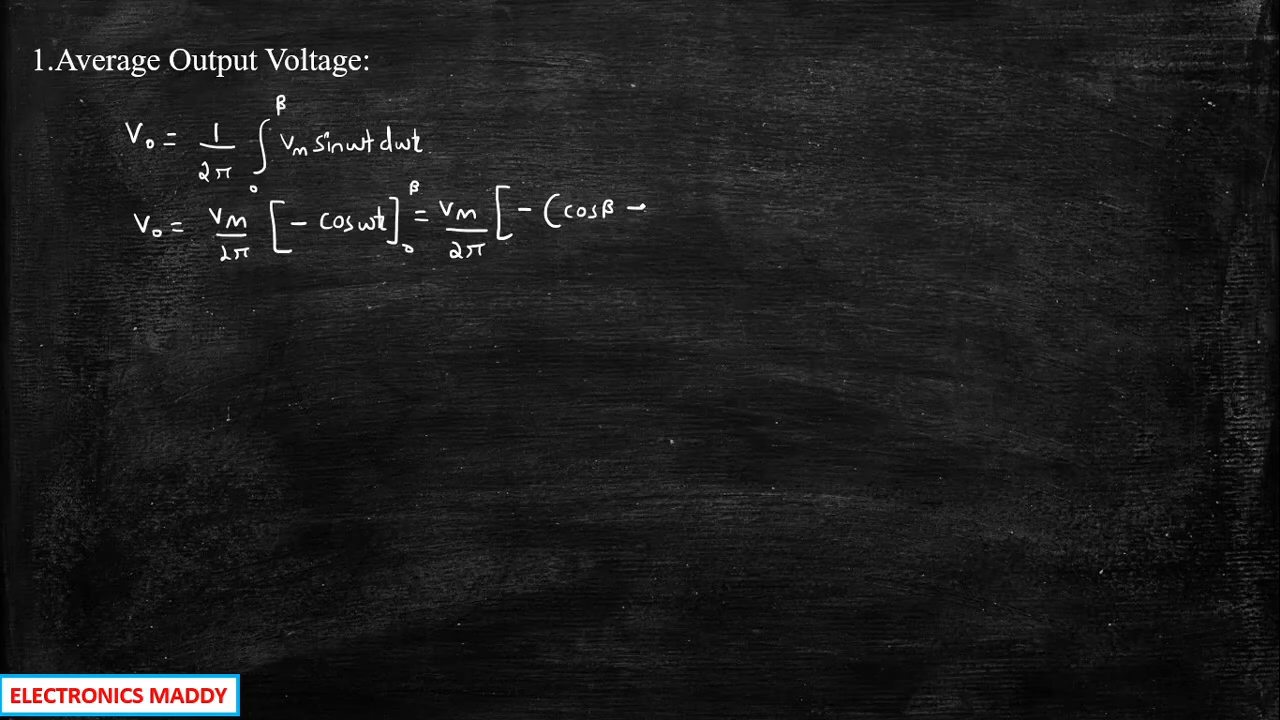 1.Average Output Voltage:
V₀ = 1/2π ∫₀^β Vm sinωt dωt
V₀ = VM/2π [- cosωt]₀^β = VM/2π [- (cosβ -
ELECTRONICS MADDY